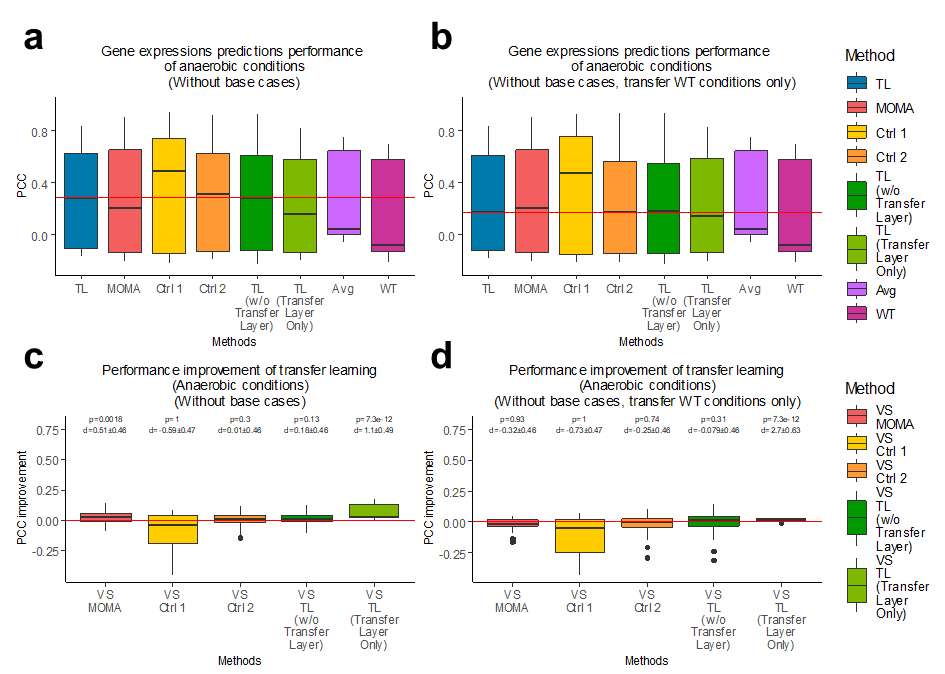 a
Gene expressions predictions performance
of anaerobic conditions
(Without base cases)
PCC
0.8
0.4
0.0
TL
MOMA
Ctrl 1
Ctrl 2
TL
(w/o
Transfer
Layer)
TL
(Transfer
Layer
Only)
Avg
WT
Methods
b
Gene expressions predictions performance
of anaerobic conditions
(Without base cases, transfer WT conditions only)
PCC
0.8
0.4
0.0
TL
MOMA
Ctrl 1
Ctrl 2
TL
(w/o
Transfer
Layer)
TL
(Transfer
Layer
Only)
Avg
WT
Methods
Method
TL
MOMA
Ctrl 1
Ctrl 2
TL
(w/o
Transfer
Layer)
TL
(Transfer
Layer
Only)
Avg
WT
c
Performance improvement of transfer learning
(Anaerobic conditions)
(Without base cases)
p=0.0018
d=0.51±0.46
p= 1
d=-0.59±0.47
p=0.3
d=0.01±0.46
p=0.13
d=0.18±0.46
p=7.3e-12
d=1.1±0.49
PCC improvement
0.75
0.50
0.25
0.00
-0.25
VS
MOMA
VS
Ctrl 1
VS
Ctrl 2
VS
TL
(w/o
Transfer
Layer)
VS
TL
(Transfer
Layer
Only)
Methods
d
Performance improvement of transfer learning
(Anaerobic conditions)
(Without base cases, transfer WT conditions only)
p=0.93
d=-0.32±0.46
p= 1
d=-0.73±0.47
p=0.74
d=-0.25±0.46
p=0.31
d=-0.079±0.46
p=7.3e-12
d=2.7±0.63
PCC improvement
0.75
0.50
0.25
0.00
-0.25
VS
MOMA
VS
Ctrl 1
VS
Ctrl 2
VS
TL
(w/o
Transfer
Layer)
VS
TL
(Transfer
Layer
Only)
Methods
Method
VS
MOMA
VS
Ctrl 1
VS
Ctrl 2
VS
TL
(w/o
Transfer
Layer)
VS
TL
(Transfer
Layer
Only)